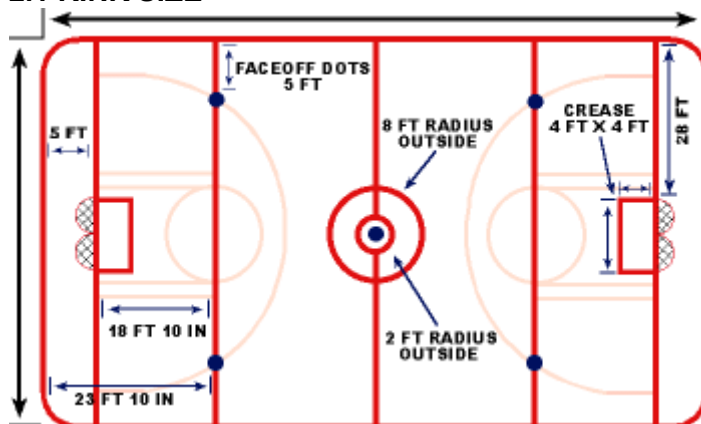 FACEOFF DOTS
5 FT
5 FT
8 FT RADIUS
OUTSIDE
CREASE
4 FT X 4 FT
28 FT
18 FT 10 IN
2 FT RADIUS
OUTSIDE
23 FT 10 IN